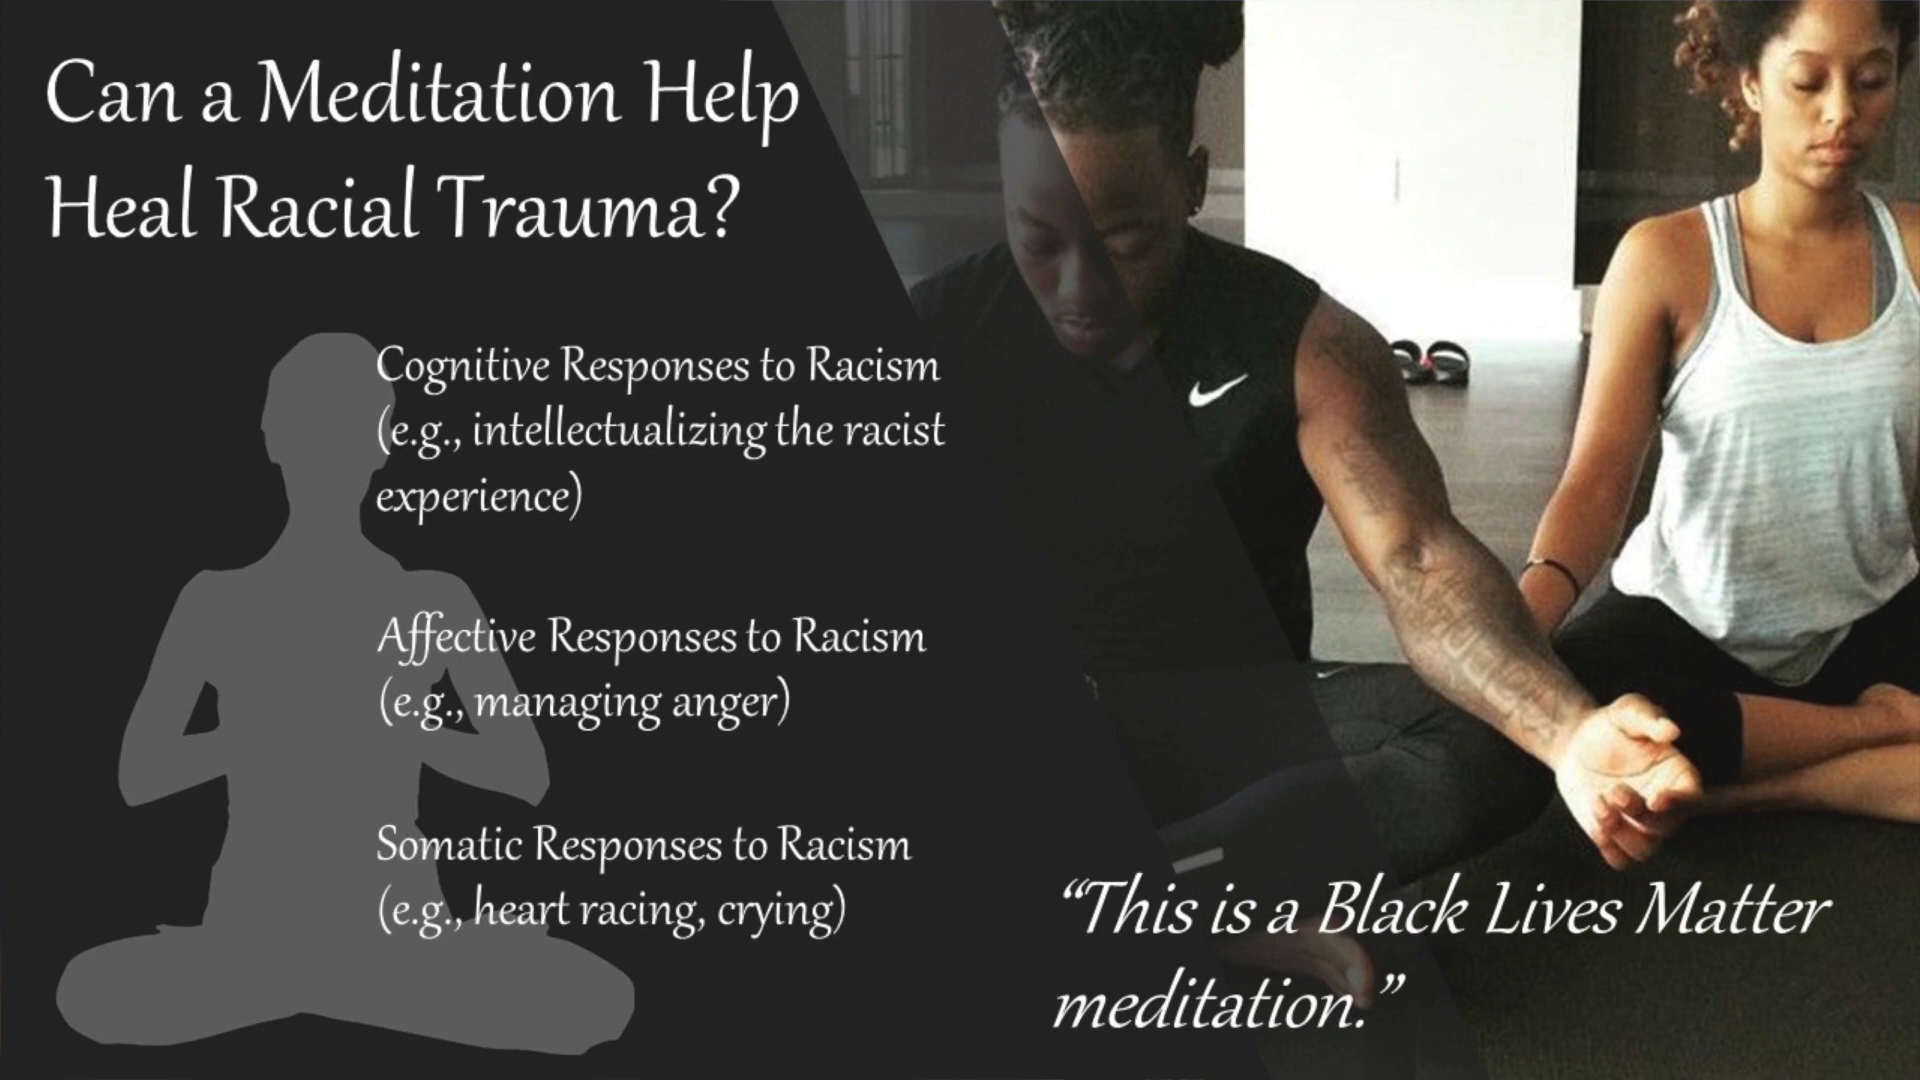 Can a Meditation Help
Heal Racial Trauma?
Cognitive Responses to Racism
(e.g., intellectualizing the racist
experience)
Affective Responses to Racism
(e.g., managing anger)
Somatic Responses to Racism
(e.g., heart racing, crying)
“This is a Black Lives Matter
meditation.”